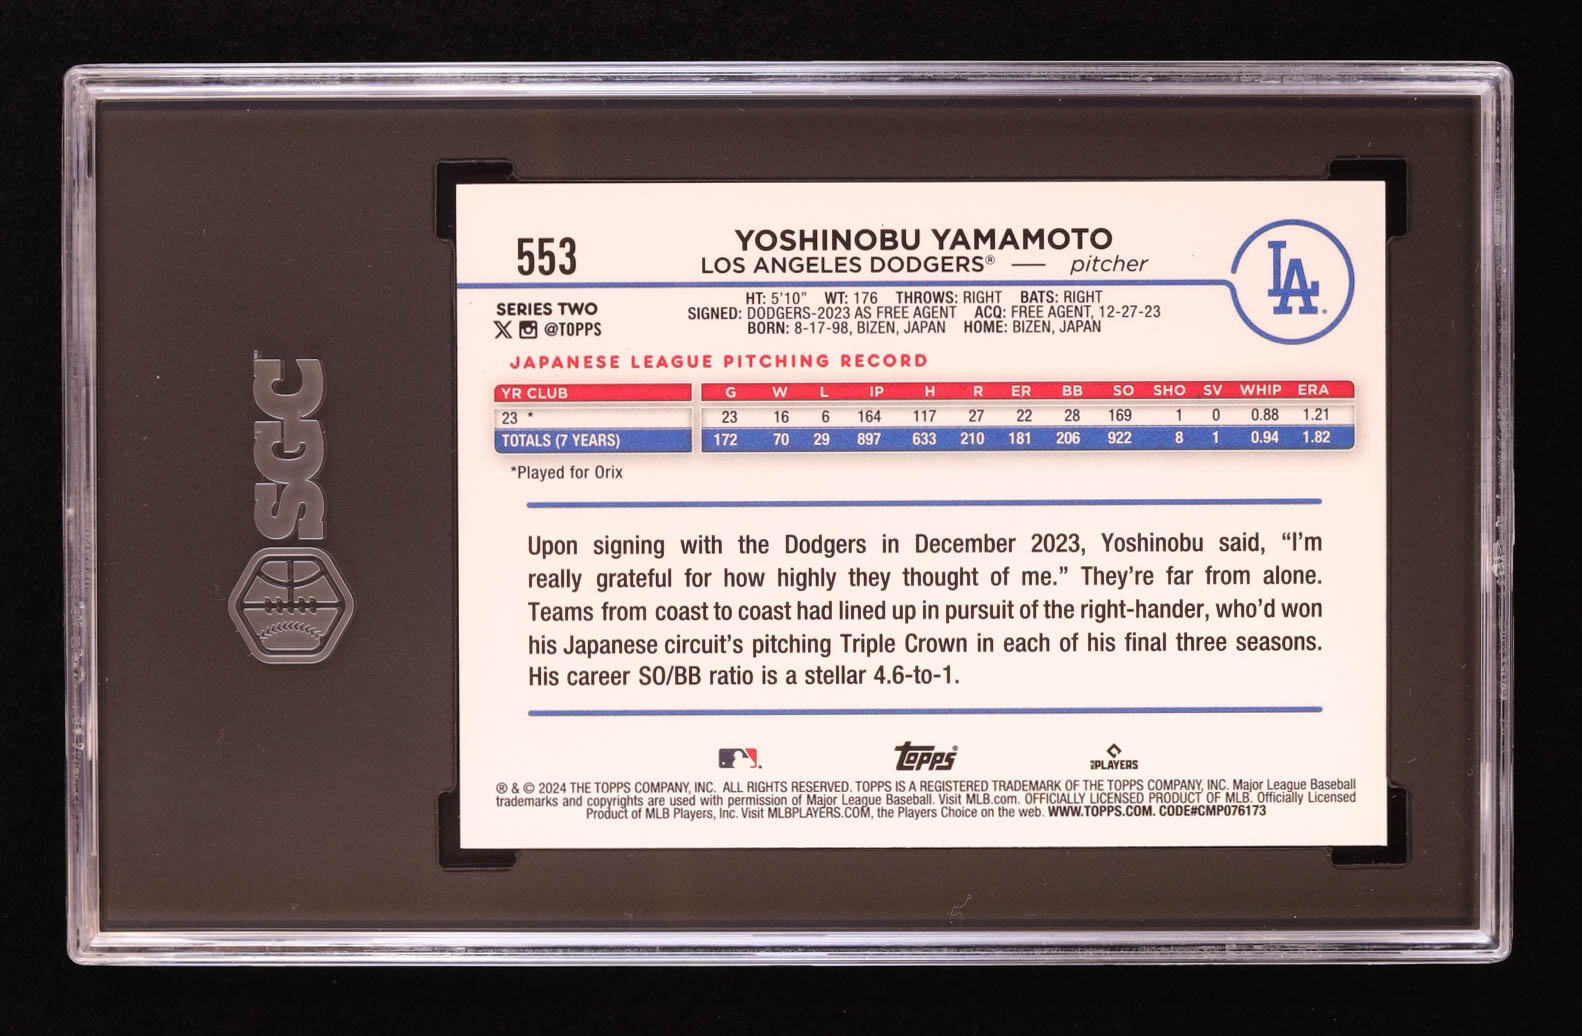 SGC
553
YOSHINOBU YAMAMOTO
LOS ANGELES DODGERS® — pitcher
LA
SERIES TWO
X @TOPPS
HT: 5'10" WT: 176 THROWS: RIGHT BATS: RIGHT
SIGNED: DODGERS-2023 AS FREE AGENT ACQ: FREE AGENT, 12-27-23
BORN: 8-17-98, BIZEN, JAPAN HOME: BIZEN, JAPAN
JAPANESE LEAGUE PITCHING RECORD
YR CLUB G W L IP H R ER BB SO SHO SV WHIP ERA
23 * 23 16 6 164 117 27 22 28 169 1 0 0.88 1.21
TOTALS (7 YEARS) 172 70 29 897 633 210 181 206 922 8 1 0.94 1.82
*Played for Orix
Upon signing with the Dodgers in December 2023, Yoshinobu said, “I'm
really grateful for how highly they thought of me.” They're far from alone.
Teams from coast to coast had lined up in pursuit of the right-hander, who'd won
his Japanese circuit's pitching Triple Crown in each of his final three seasons.
His career SO/BB ratio is a stellar 4.6-to-1.
Topps®
PLAYERS
® & © 2024 THE TOPPS COMPANY, INC. ALL RIGHTS RESERVED. TOPPS IS A REGISTERED TRADEMARK OF THE TOPPS COMPANY, INC. Major League Baseball
trademarks and copyrights are used with permission of Major League Baseball. Visit MLB.com. OFFICIALLY LICENSED PRODUCT OF MLB. Officially Licensed
Product of MLB Players, Inc. Visit MLBPLAYERS.COM, the Players Choice on the web. WWW.TOPPS.COM. CODE#CMP076173